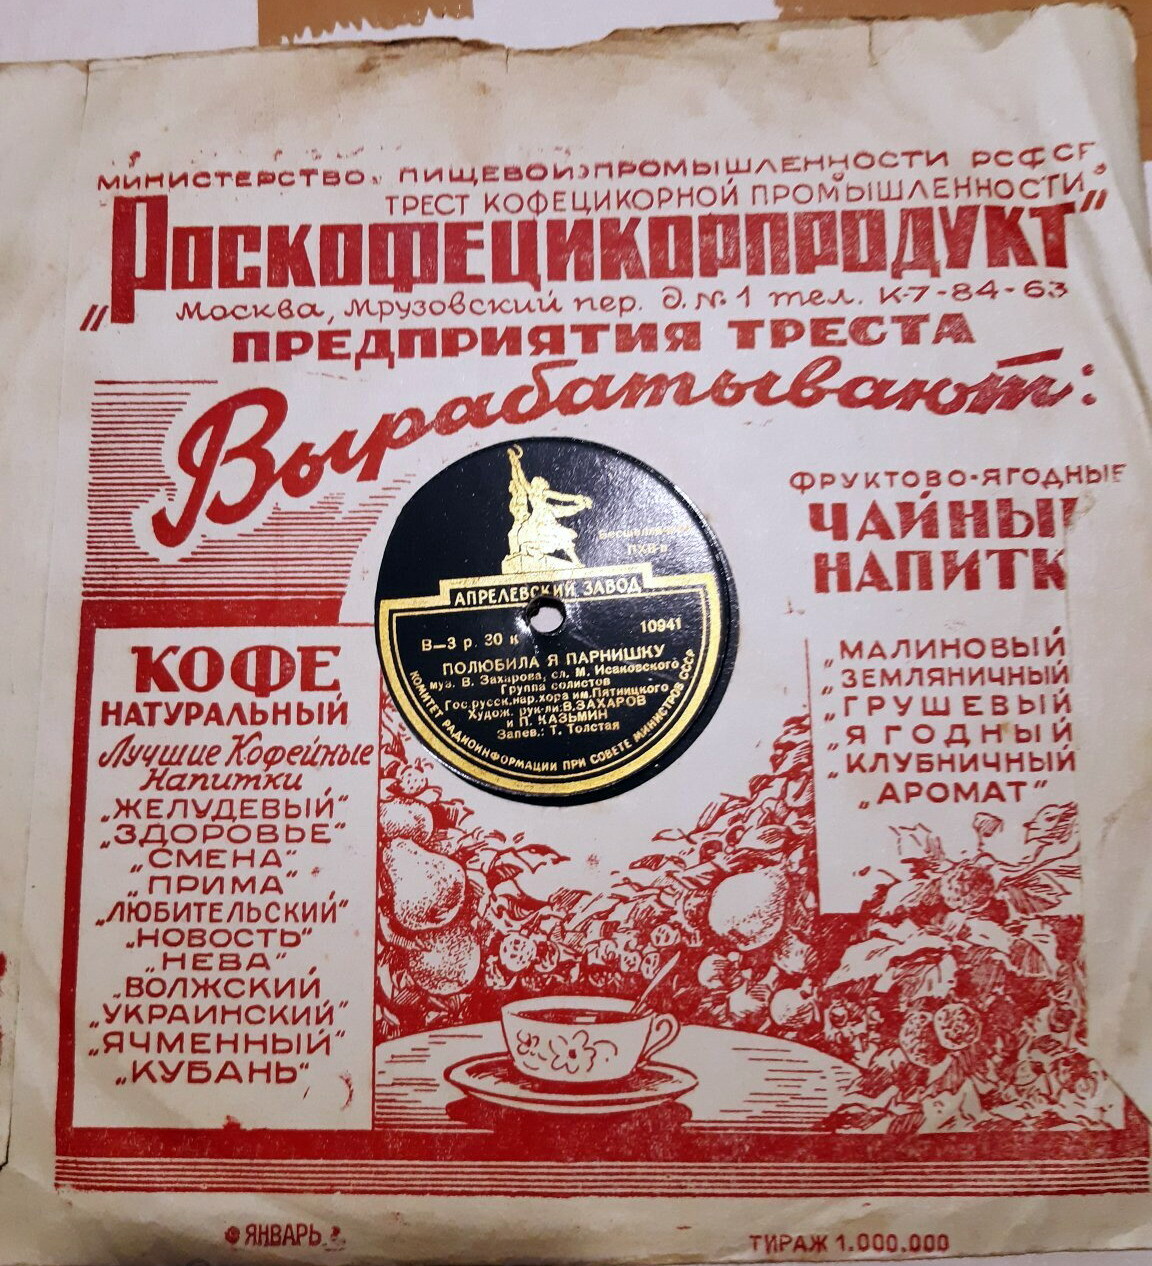 МИНИСТЕРСТВО ПИЩЕВОЙ ПРОМЫШЛЕННОСТИ РСФСР
ТРЕСТ КОФЕЦИКОРНОЙ ПРОМЫШЛЕННОСТИ
"РОСКОФЕЦИКОРПРОДУКТ"
Москва, Мрузовский пер. д. № 1 тел. К-7-84-63
ПРЕДПРИЯТИЯ ТРЕСТА
Вырабатывают:
КОФЕ
НАТУРАЛЬНЫЙ
Лучшие Кофейные
Напитки
„ЖЕЛУДЕВЫЙ"
„ЗДОРОВЬЕ"
„СМЕНА"
„ПРИМА"
„ЛЮБИТЕЛЬСКИЙ"
„НОВОСТЬ"
„НЕВА"
„ВОЛЖСКИЙ"
„УКРАИНСКИЙ"
„ЯЧМЕННЫЙ"
„КУБАНЬ"
Бесшеллачная
ПХВ-в
АПРЕЛЕВСКИЙ ЗАВОД
В—3 р. 30 к
10941
ПОЛЮБИЛА Я ПАРНИШКУ
муз. В. Захарова, сл. М. Исаковского
Группа солистов
Гос. русск. нар. хора им. Пятницкого
Худож. рук-ли: В. ЗАХАРОВ
и П. КАЗЬМИН
Запев.: Т. Толстая
КОМИТЕТ РАДИОИНФОРМАЦИИ ПРИ СОВЕТЕ МИНИСТРОВ СССР
ФРУКТОВО-ЯГОДНЫЕ
ЧАЙНЫ
НАПИТК
„МАЛИНОВЫЙ
„ЗЕМЛЯНИЧНЫЙ
„ГРУШЕВЫЙ
„ЯГОДНЫЙ
„КЛУБНИЧНЫЙ
„АРОМАТ"
ЯНВАРЬ
ТИРАЖ 1.000.000